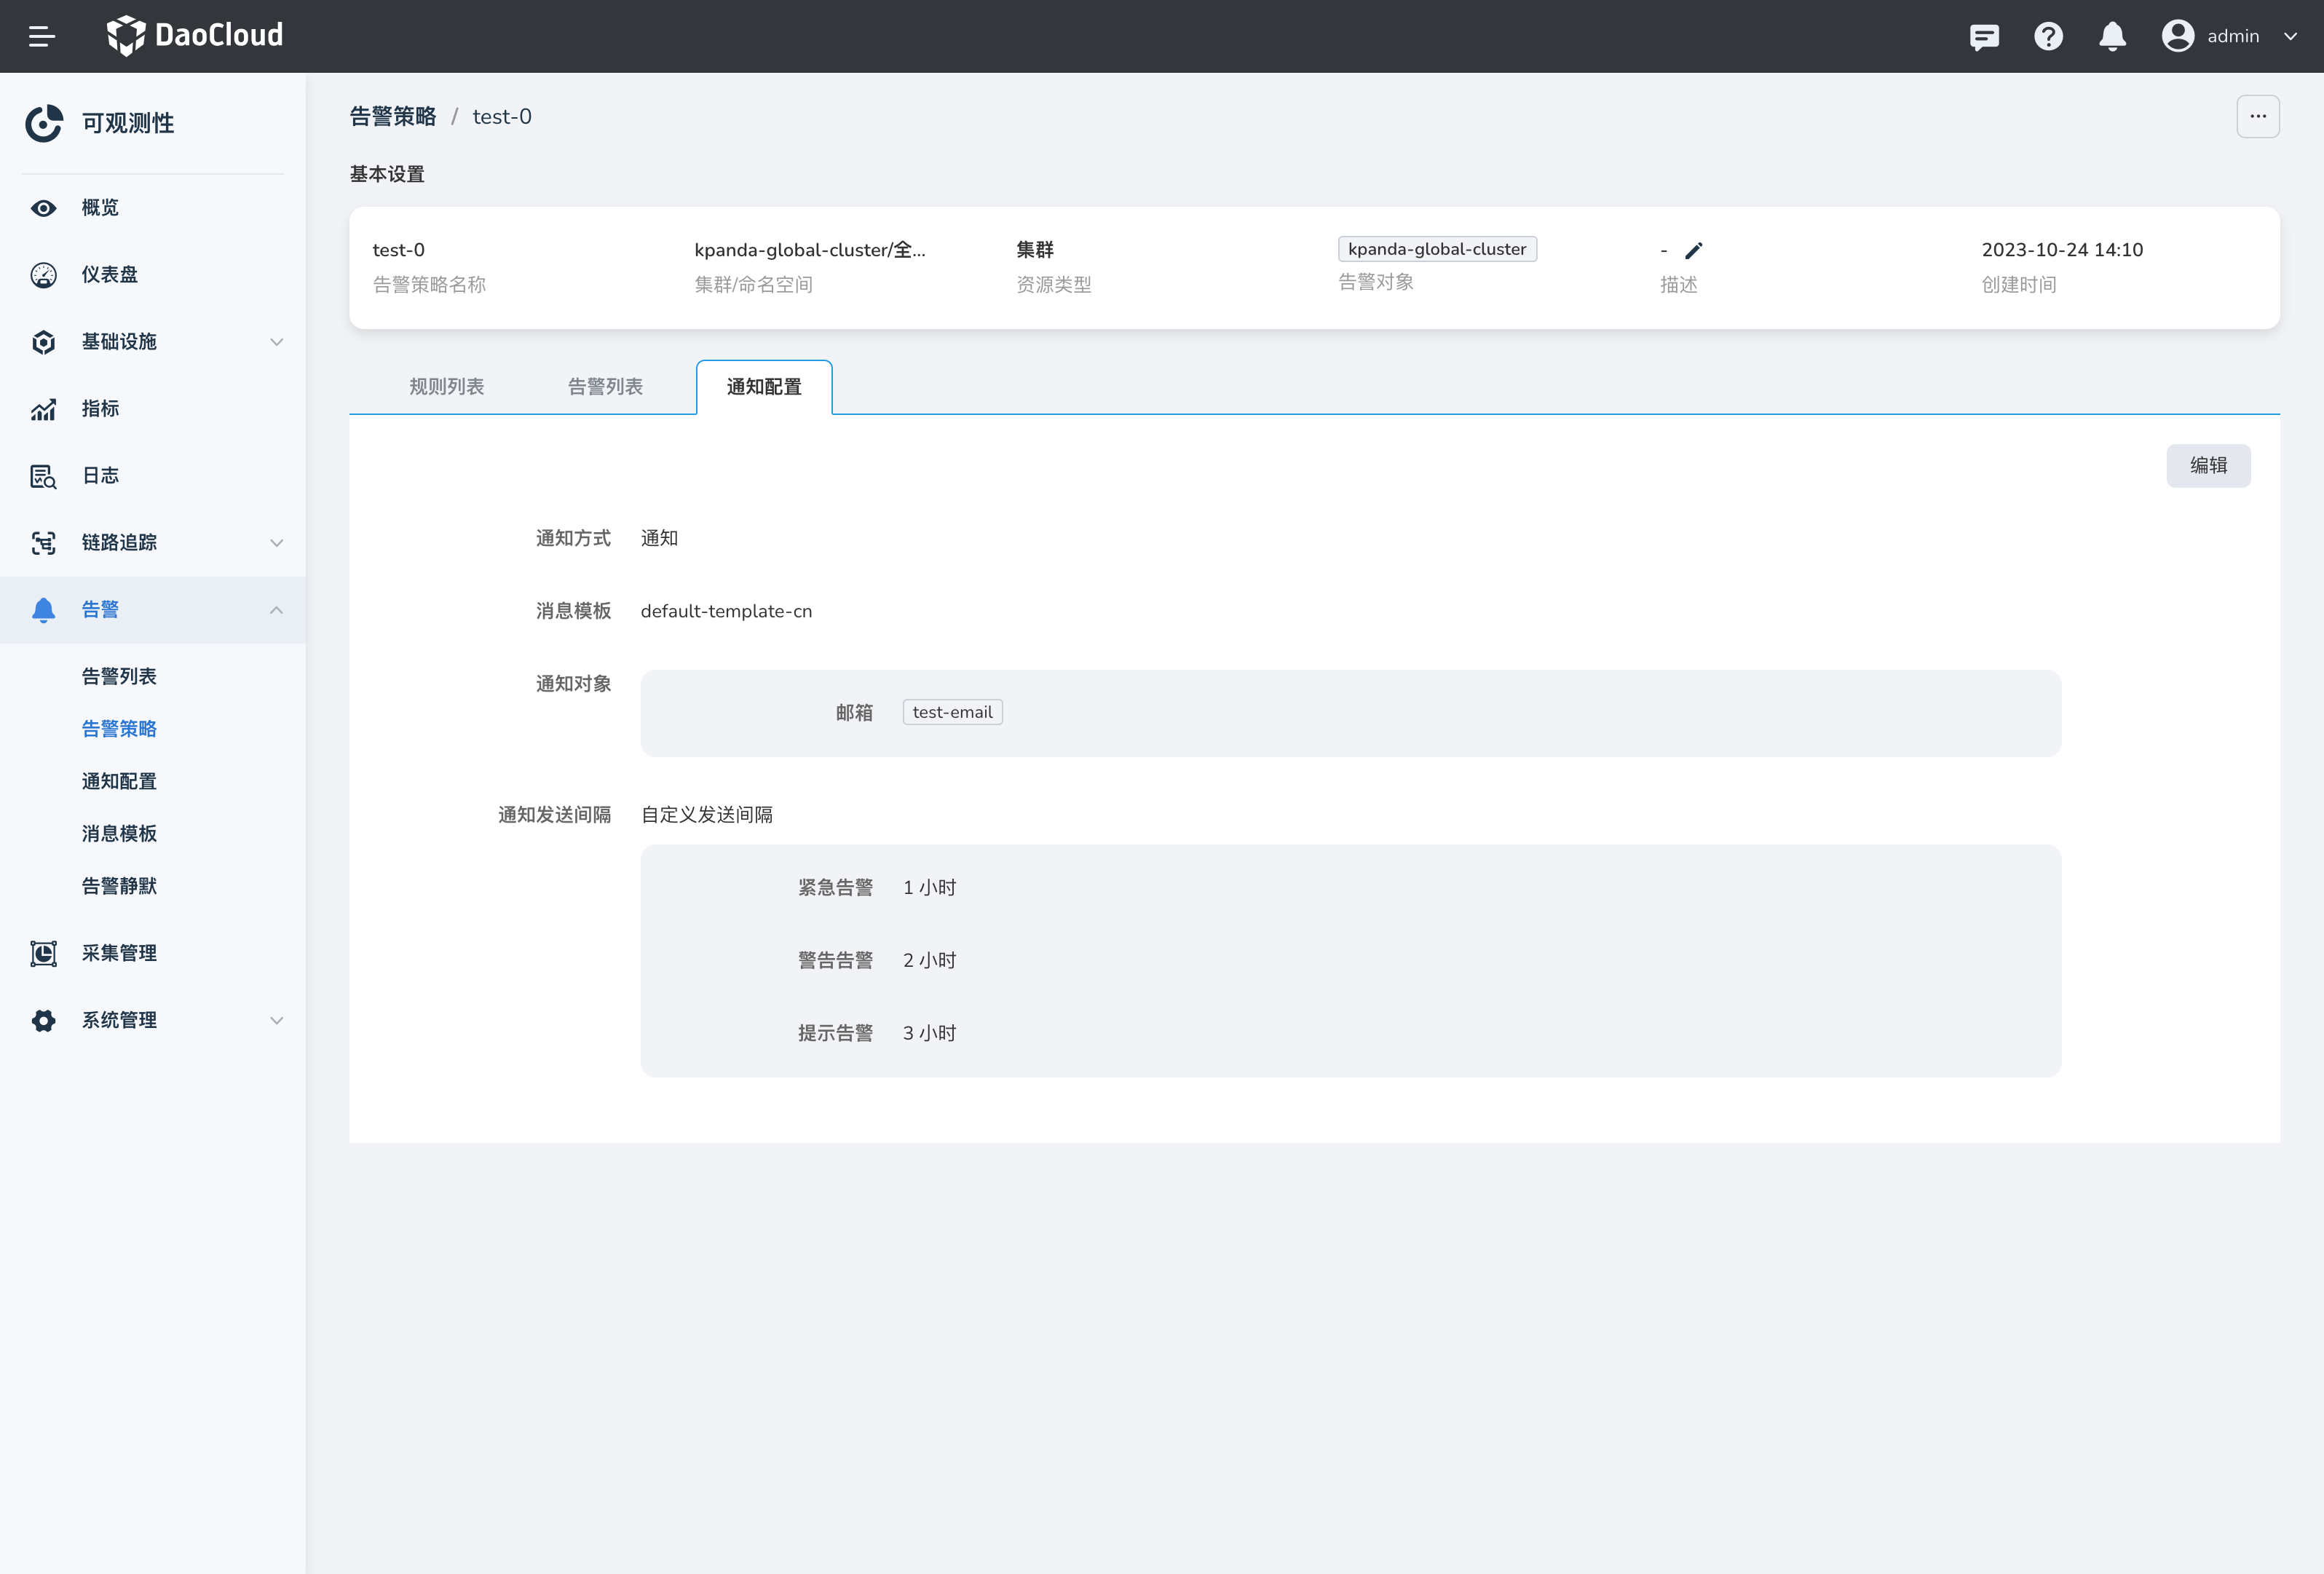 DaoCloud
admin
可观测性
概览
仪表盘
基础设施
指标
日志
链路追踪
告警
告警列表
告警策略
通知配置
消息模板
告警静默
采集管理
系统管理
告警策略 / test-0
基本设置
test-0
告警策略名称
kpanda-global-cluster/全...
集群/命名空间
集群
资源类型
kpanda-global-cluster
告警对象
-
描述
2023-10-24 14:10
创建时间
规则列表 告警列表 通知配置
编辑
通知方式 通知
消息模板 default-template-cn
通知对象
邮箱 test-email
通知发送间隔 自定义发送间隔
紧急告警 1 小时
警告告警 2 小时
提示告警 3 小时